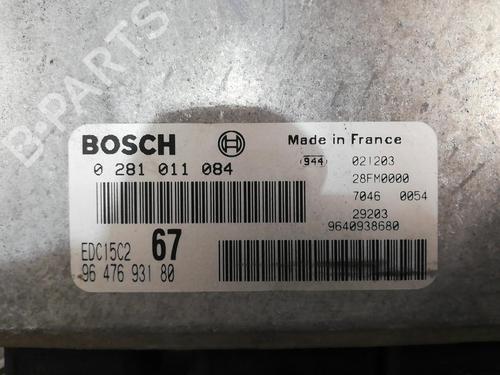 B-PARTS
BOSCH
Made in France
0 281 011 084
944 021203
28FM0000
7046 0054
29203
9640938680
EDC15C2 67
96 476 931 80